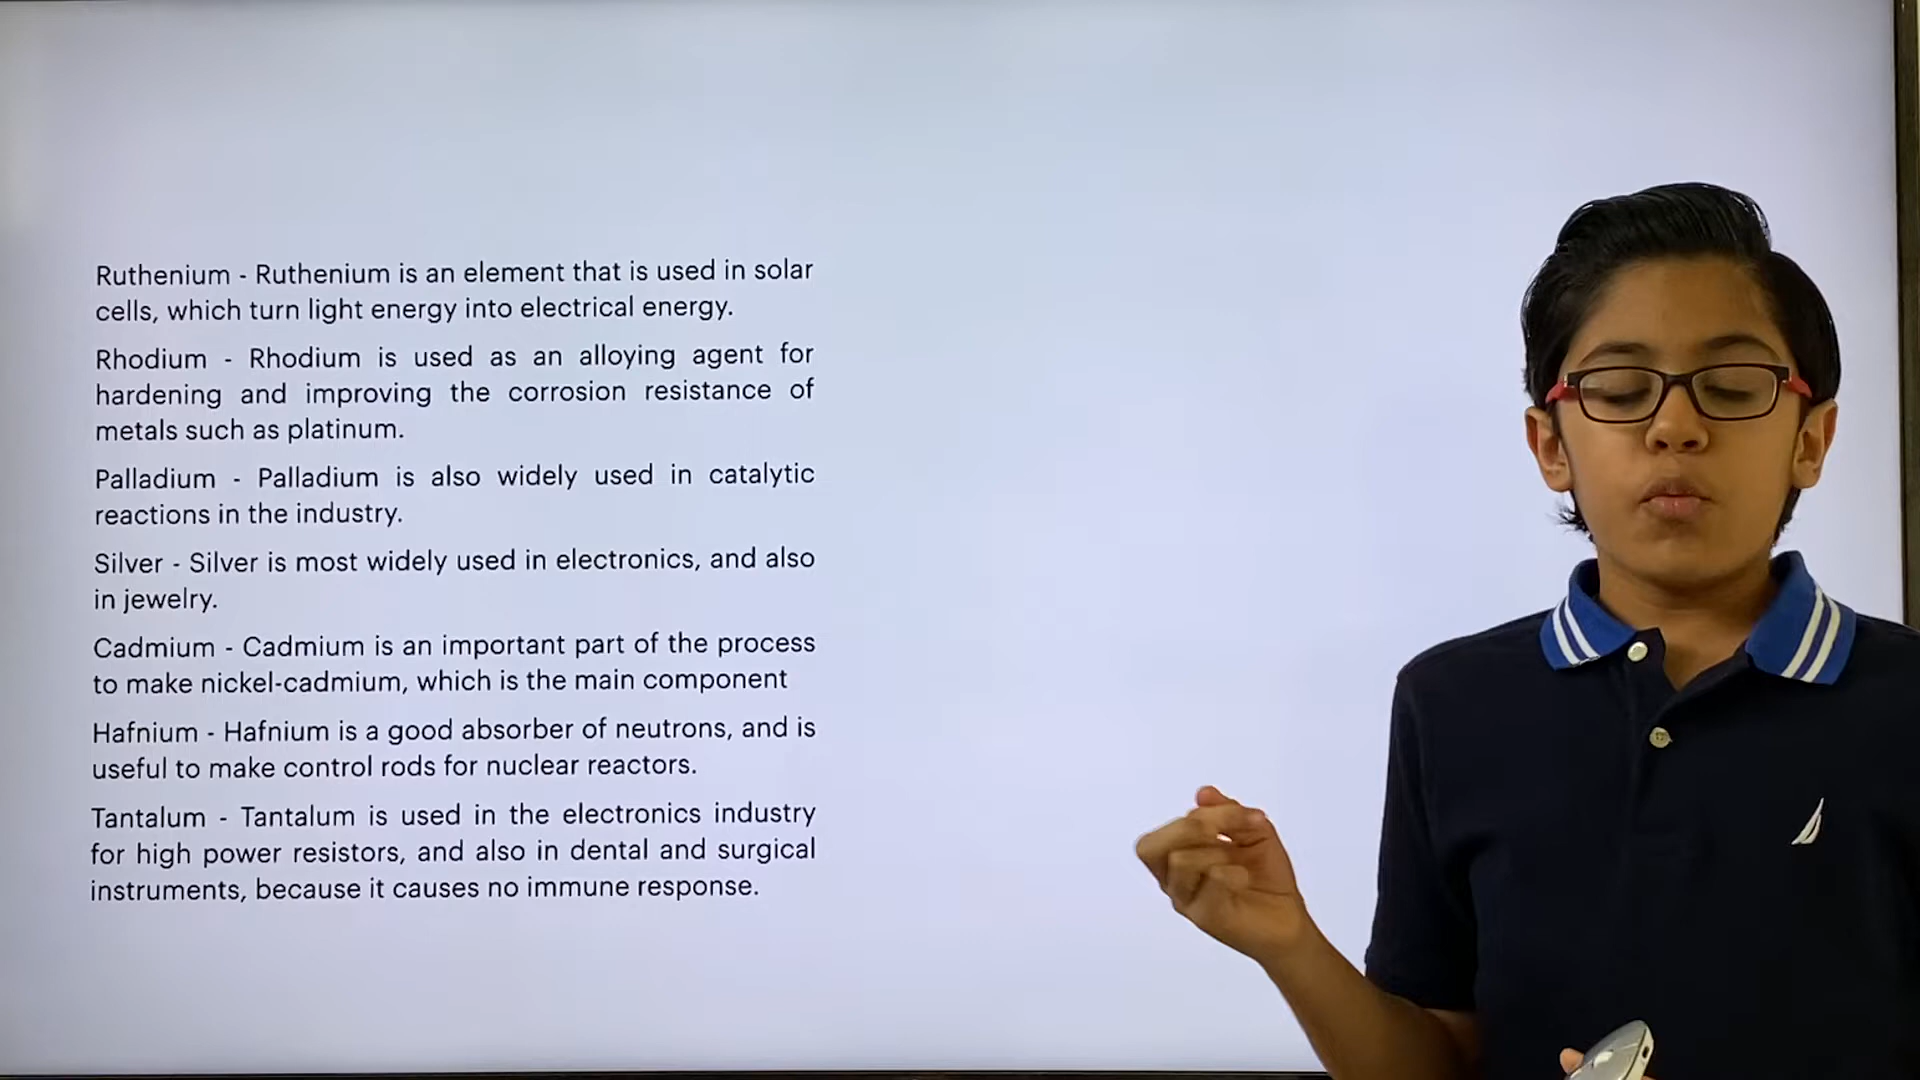 Ruthenium - Ruthenium is an element that is used in solar
cells, which turn light energy into electrical energy.
Rhodium - Rhodium is used as an alloying agent for
hardening and improving the corrosion resistance of
metals such as platinum.
Palladium - Palladium is also widely used in catalytic
reactions in the industry.
Silver - Silver is most widely used in electronics, and also
in jewelry.
Cadmium - Cadmium is an important part of the process
to make nickel-cadmium, which is the main component
Hafnium - Hafnium is a good absorber of neutrons, and is
useful to make control rods for nuclear reactors.
Tantalum - Tantalum is used in the electronics industry
for high power resistors, and also in dental and surgical
instruments, because it causes no immune response.